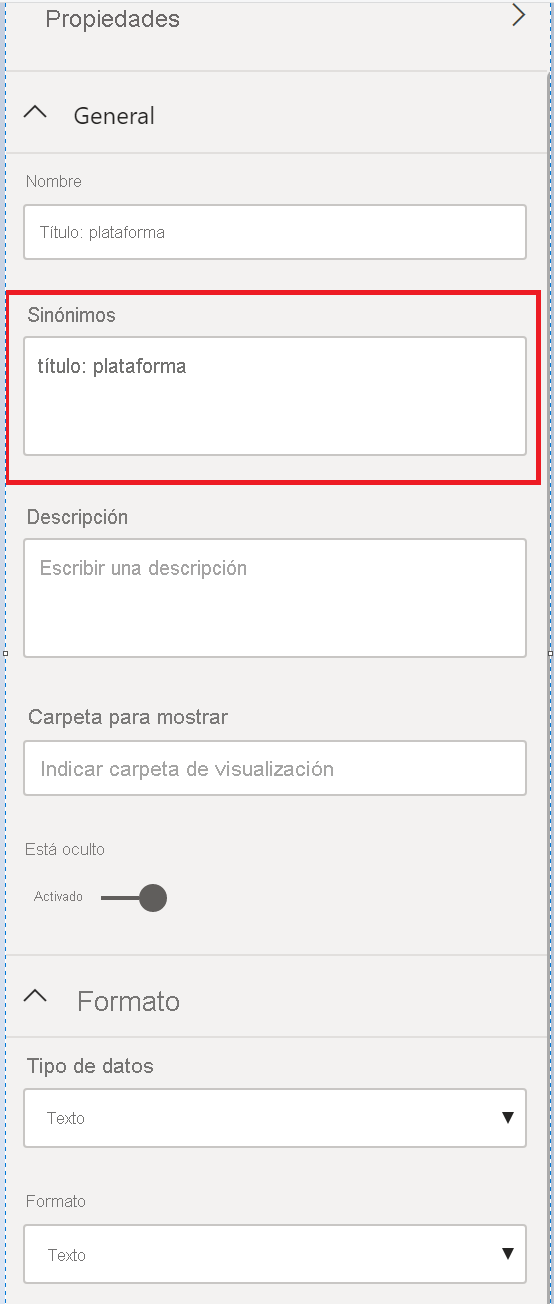 Propiedades
General
Nombre
Título: plataforma
Sinónimos
título: plataforma
Descripción
Escribir una descripción
Carpeta para mostrar
Indicar carpeta de visualización
Está oculto
Activado
Formato
Tipo de datos
Texto
Formato
Texto